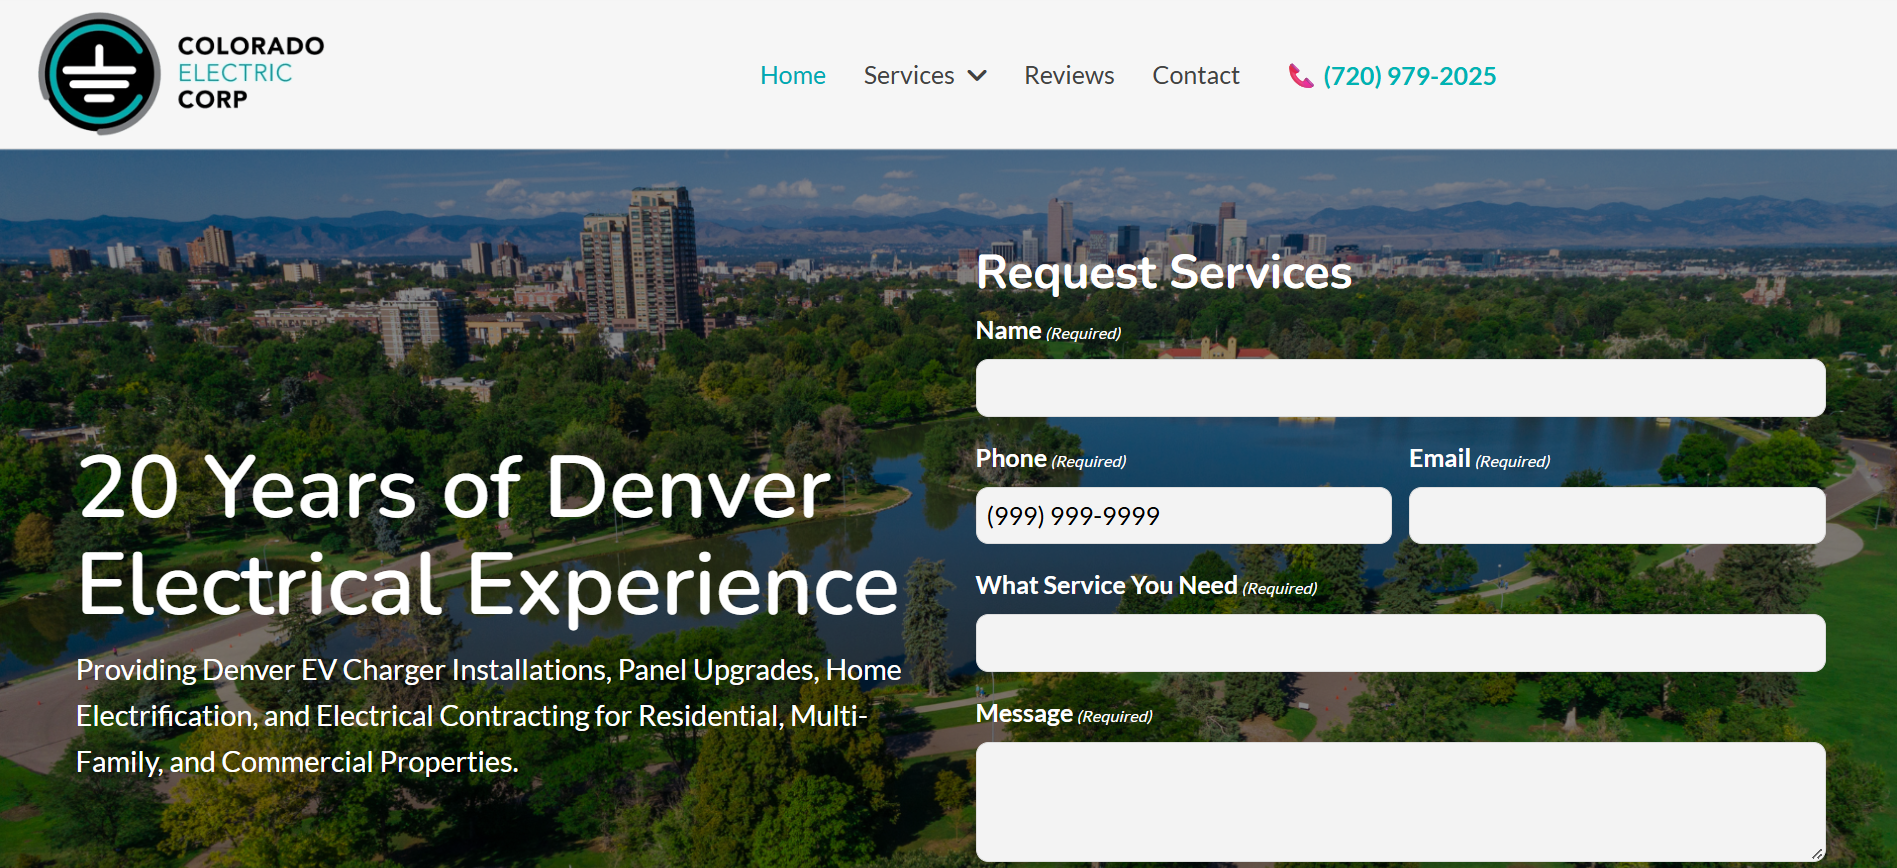 COLORADO
ELECTRIC
CORP
Home Services Reviews Contact (720) 979-2025
20 Years of Denver
Electrical Experience
Providing Denver EV Charger Installations, Panel Upgrades, Home
Electrification, and Electrical Contracting for Residential, Multi-
Family, and Commercial Properties.
Request Services
Name (Required)
Phone (Required) Email (Required)
(999) 999-9999
What Service You Need (Required)
Message (Required)